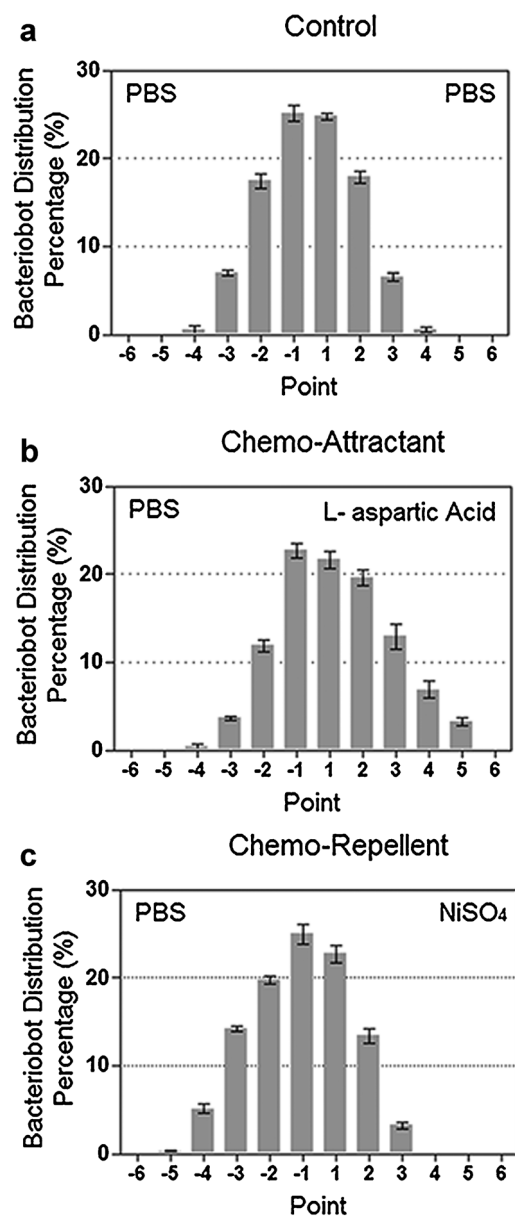 a
Control
Bacteriobot Distribution
Percentage (%)
30
20
10
0
PBS
PBS
-6 -5 -4 -3 -2 -1 1 2 3 4 5 6
Point
b
Chemo-Attractant
Bacteriobot Distribution
Percentage (%)
30
20
10
0
PBS
L- aspartic Acid
-6 -5 -4 -3 -2 -1 1 2 3 4 5 6
Point
c
Chemo-Repellent
Bacteriobot Distribution
Percentage (%)
30
20
10
0
PBS
NiSO₄
-6 -5 -4 -3 -2 -1 1 2 3 4 5 6
Point